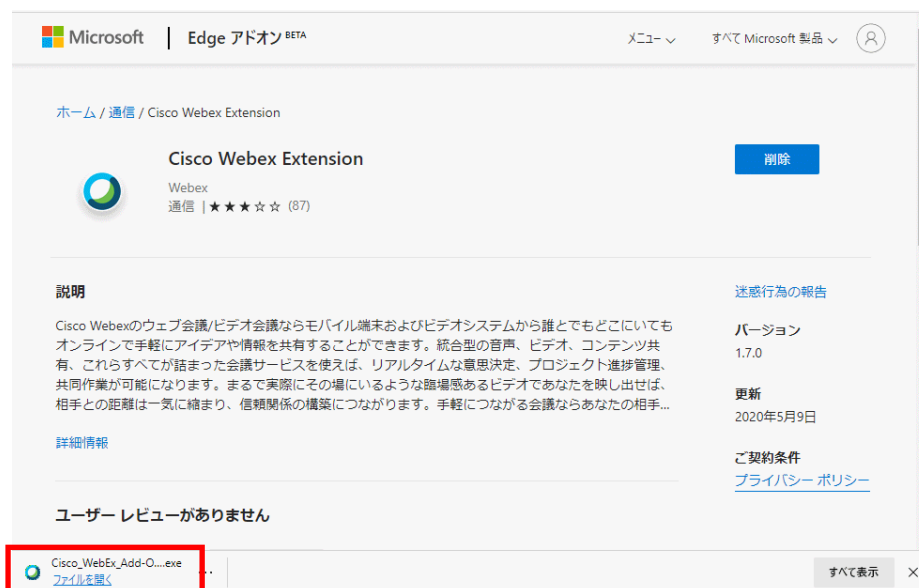 Microsoft | Edge アドオン BETA メニュー すべて Microsoft 製品
ホーム / 通信 / Cisco Webex Extension
Cisco Webex Extension
削除
Webex
通信 | ★★★☆☆ (87)
説明
Cisco Webexのウェブ会議/ビデオ会議ならモバイル端末およびビデオシステムから誰とでもどこにいても
オンラインで手軽にアイデアや情報を共有することができます。統合型の音声、ビデオ、コンテンツ共
有、これらすべてが詰まった会議サービスを使えば、リアルタイムな意思決定、プロジェクト進捗管理、
共同作業が可能になります。まるで実際にその場にいるような臨場感あるビデオであなたを映し出せば、
相手との距離は一気に縮まり、信頼関係の構築につながります。手軽につながる会議ならあなたの相手...
詳細情報
迷惑行為の報告
バージョン
1.7.0
更新
2020年5月9日
ご契約条件
プライバシー ポリシー
ユーザー レビューがありません
Cisco_WebEx_Add-O....exe
ファイルを開く
すべて表示